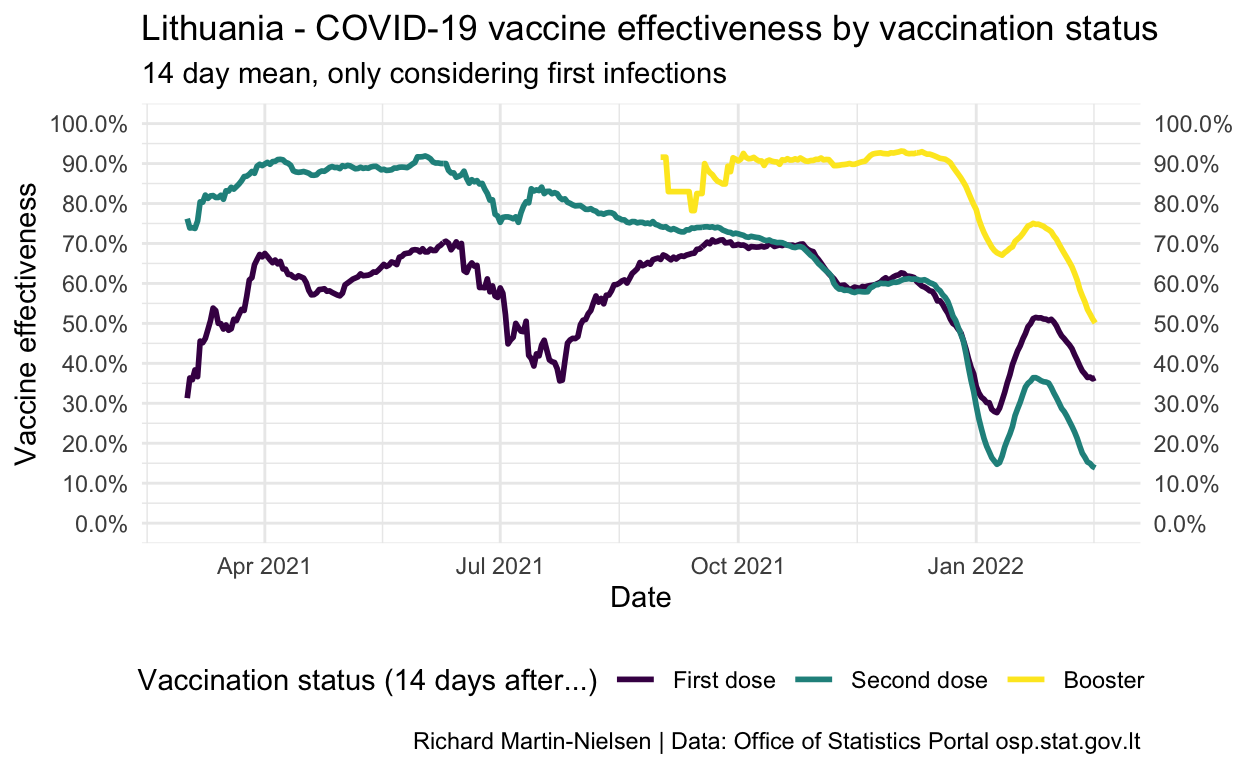 Lithuania - COVID-19 vaccine effectiveness by vaccination status
14 day mean, only considering first infections
Vaccine effectiveness
100.0% 100.0%
90.0% 90.0%
80.0% 80.0%
70.0% 70.0%
60.0% 60.0%
50.0% 50.0%
40.0% 40.0%
30.0% 30.0%
20.0% 20.0%
10.0% 10.0%
0.0% 0.0%
Apr 2021 Jul 2021 Oct 2021 Jan 2022
Date
Vaccination status (14 days after...) First dose Second dose Booster
Richard Martin-Nielsen | Data: Office of Statistics Portal osp.stat.gov.lt